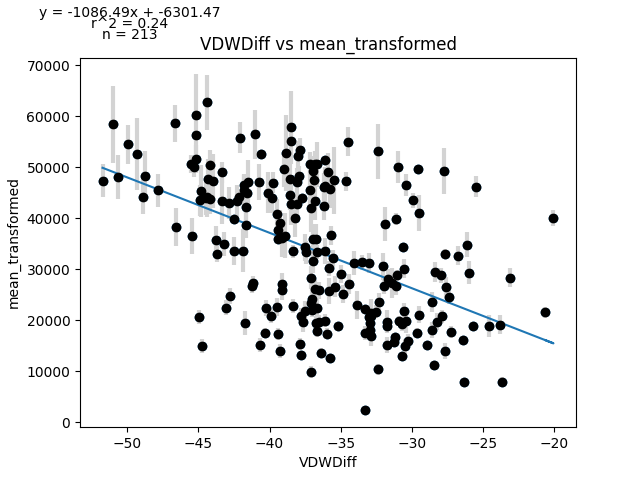 y = -1086.49x + -6301.47
r^2 = 0.24
n = 213
VDWDiff vs mean_transformed
70000
60000
50000
40000
30000
20000
10000
0
mean_transformed
−50 −45 −40 −35 −30 −25 −20
VDWDiff